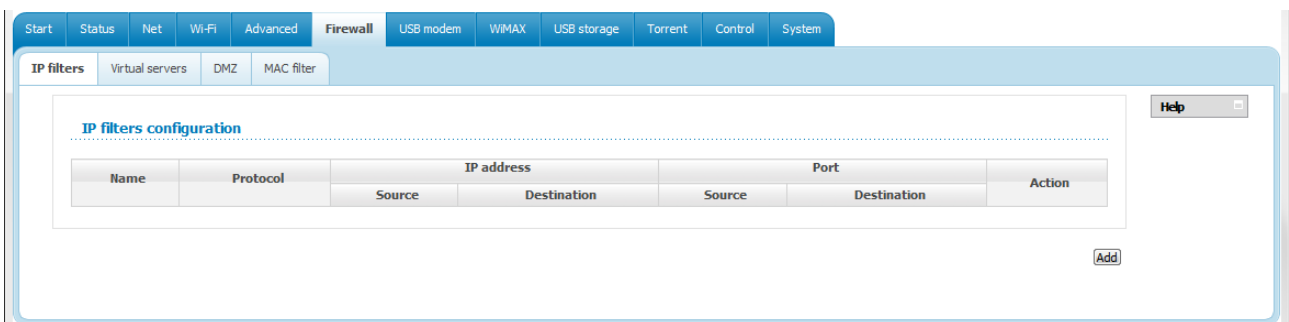 Start Status Net Wi-Fi Advanced Firewall USB modem WiMAX USB storage Torrent Control System
IP filters Virtual servers DMZ MAC filter
Help
IP filters configuration
Name Protocol IP address Port Action
Source Destination Source Destination
Add